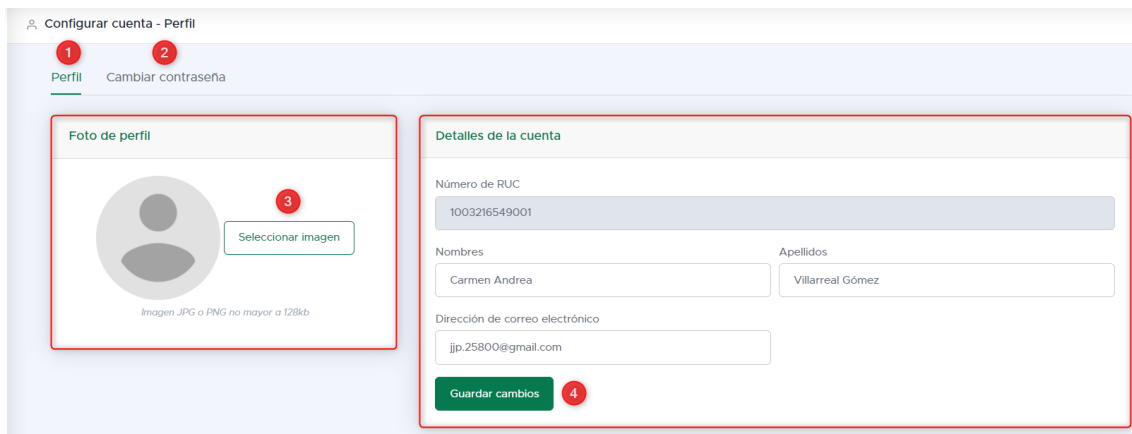 Configurar cuenta - Perfil
1 2
Perfil Cambiar contraseña
Foto de perfil
3
Seleccionar imagen
Imagen JPG o PNG no mayor a 128kb
Detalles de la cuenta
Número de RUC
1003216549001
Nombres Apellidos
Carmen Andrea Villarreal Gómez
Dirección de correo electrónico
jjp.25800@gmail.com
Guardar cambios 4